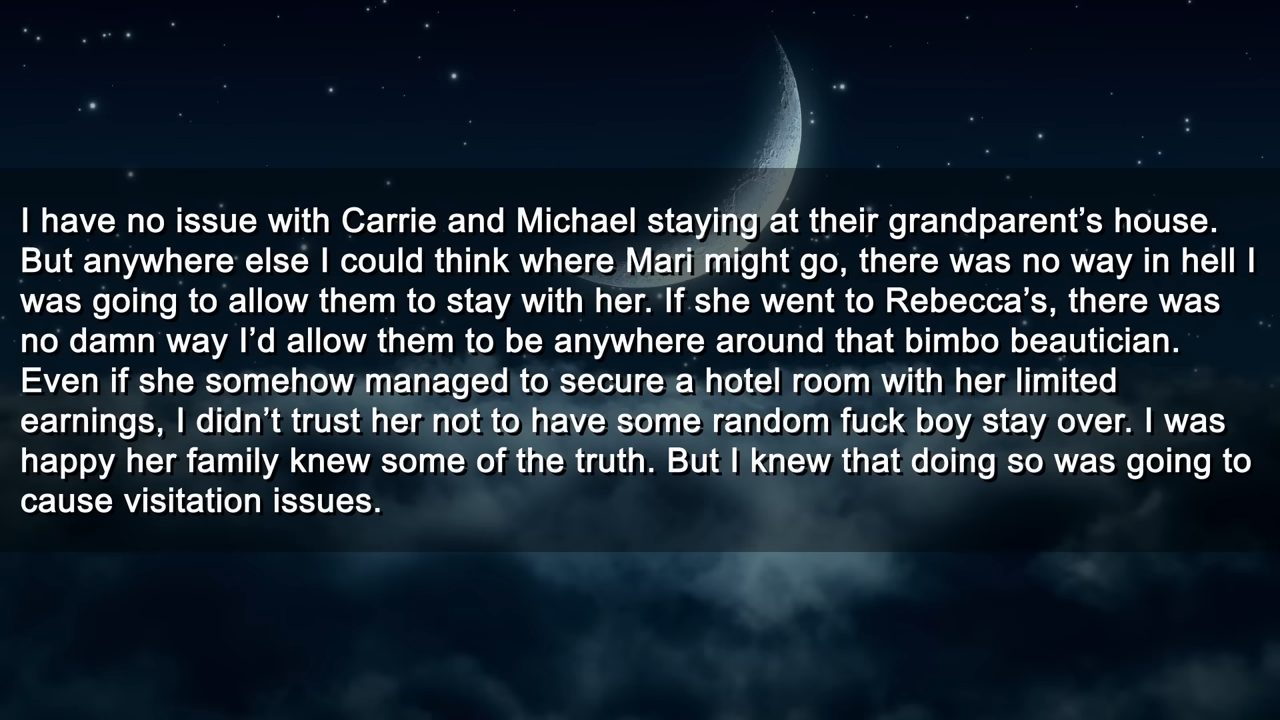 I have no issue with Carrie and Michael staying at their grandparent’s house.
But anywhere else I could think where Mari might go, there was no way in hell I
was going to allow them to stay with her. If she went to Rebecca’s, there was
no damn way I’d allow them to be anywhere around that bimbo beautician.
Even if she somehow managed to secure a hotel room with her limited
earnings, I didn’t trust her not to have some random fuck boy stay over. I was
happy her family knew some of the truth. But I knew that doing so was going to
cause visitation issues.